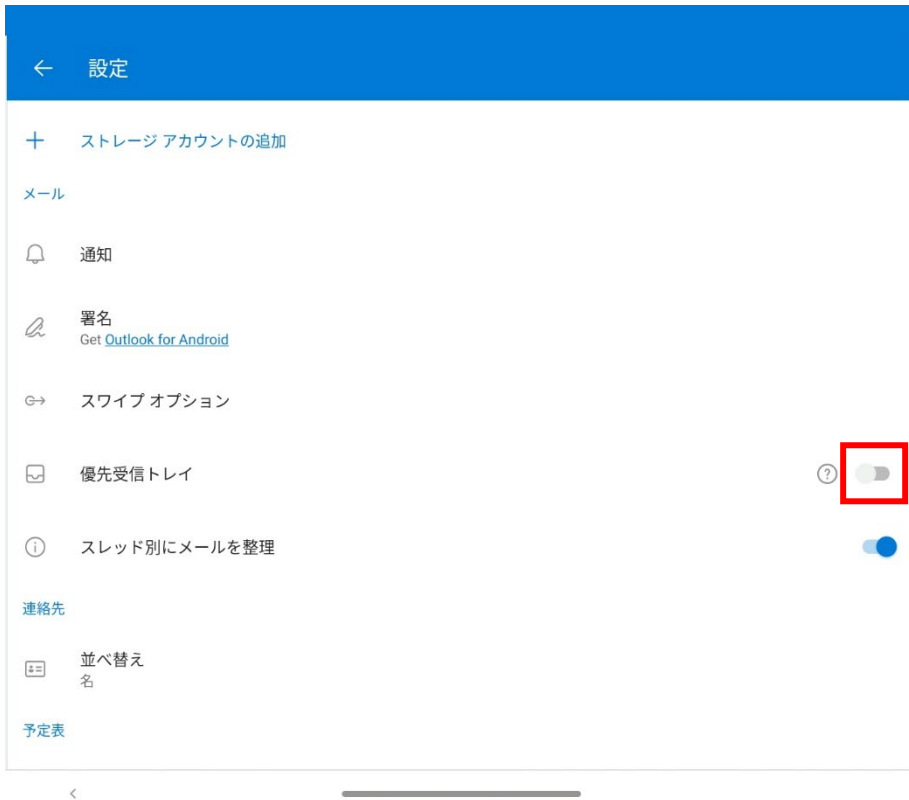 設定
ストレージ アカウントの追加
メール
通知
署名
Get Outlook for Android
スワイプ オプション
優先受信トレイ
スレッド別にメールを整理
連絡先
並べ替え
名
予定表